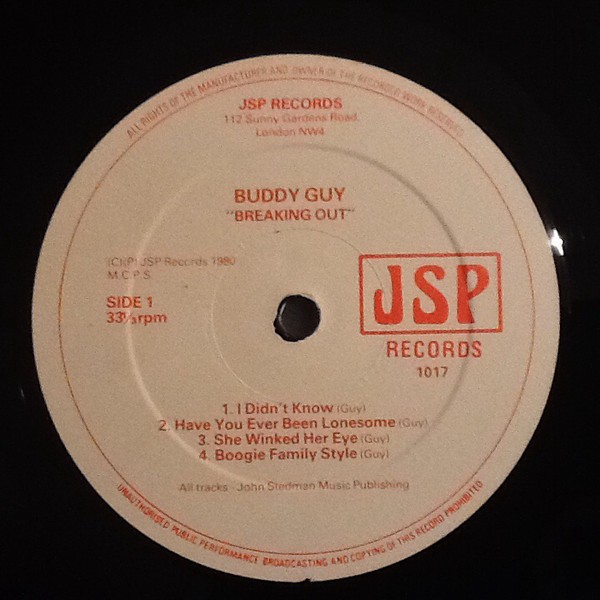 ALL RIGHTS OF THE MANUFACTURER AND OWNER OF THE RECORDED WORK RESERVED
JSP RECORDS
112 Sunny Gardens Road,
London NW4
BUDDY GUY
"BREAKING OUT"
(C)(P) JSP Records 1980
M.C.P.S.
SIDE 1
33⅓ rpm
JSP
RECORDS
1017
1. I Didn't Know (Guy)
2. Have You Ever Been Lonesome (Guy)
3. She Winked Her Eye (Guy)
4. Boogie Family Style (Guy)
All tracks - John Stedman Music Publishing
UNAUTHORISED PUBLIC PERFORMANCE BROADCASTING AND COPYING OF THIS RECORD PROHIBITED